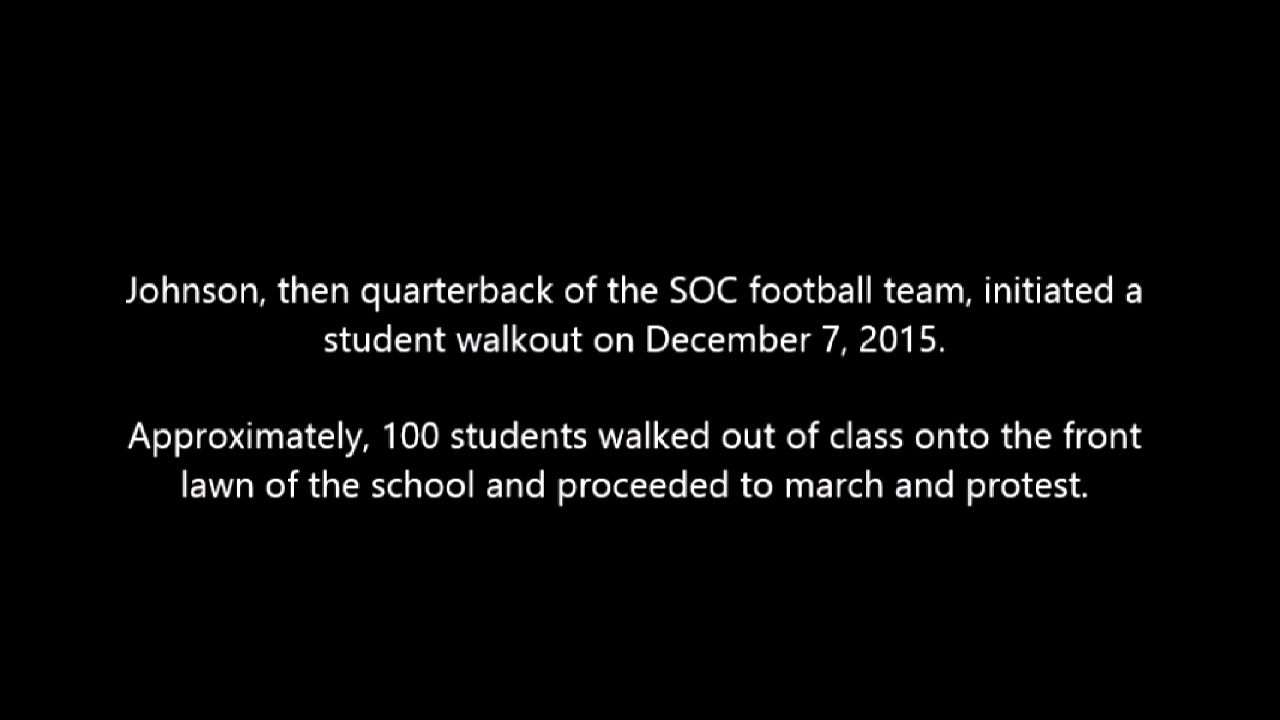 Johnson, then quarterback of the SOC football team, initiated a
student walkout on December 7, 2015.
Approximately, 100 students walked out of class onto the front
lawn of the school and proceeded to march and protest.